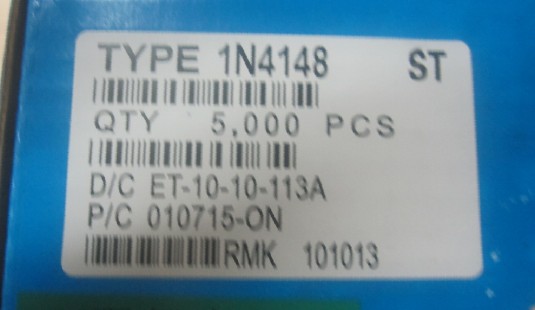 TYPE 1N4148 ST
QTY 5,000 PCS
D/C ET-10-10-113A
P/C 010715-ON
RMK 101013